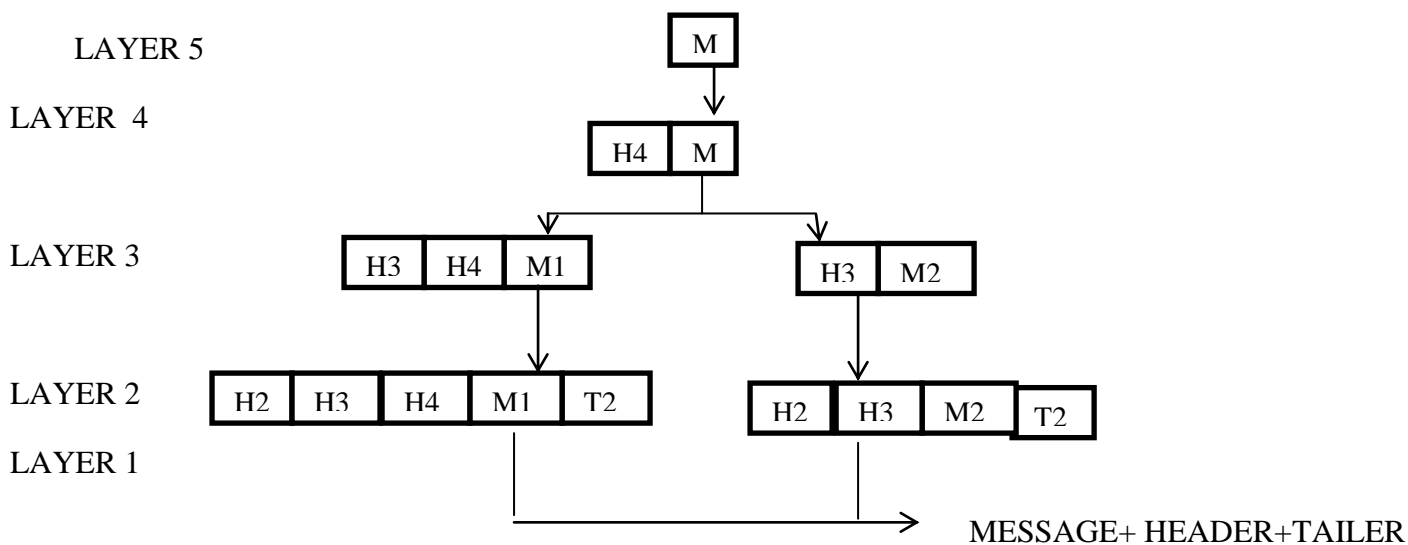 LAYER 5
M
LAYER 4
H4 M
LAYER 3
H3 H4 M1 H3 M2
LAYER 2
H2 H3 H4 M1 T2 H2 H3 M2 T2
LAYER 1
MESSAGE+ HEADER+TAILER